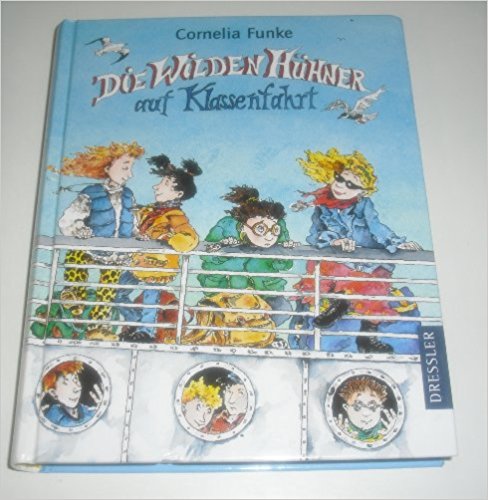 Cornelia Funke
DIE WILDEN HÜHNER
auf Klassenfahrt
DRESSLER